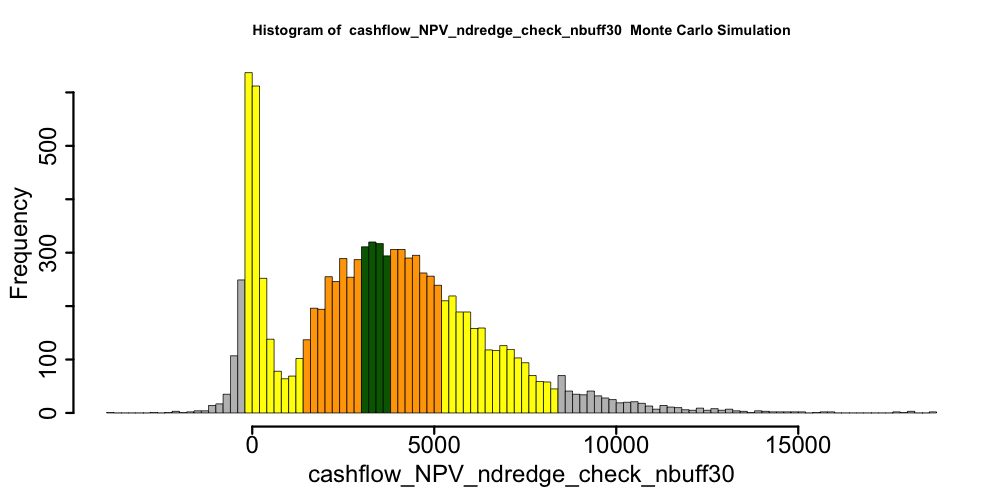 Histogram of  cashflow_NPV_ndredge_check_nbuff30  Monte Carlo Simulation
Frequency
500
300
100
0
0 5000 10000 15000
cashflow_NPV_ndredge_check_nbuff30